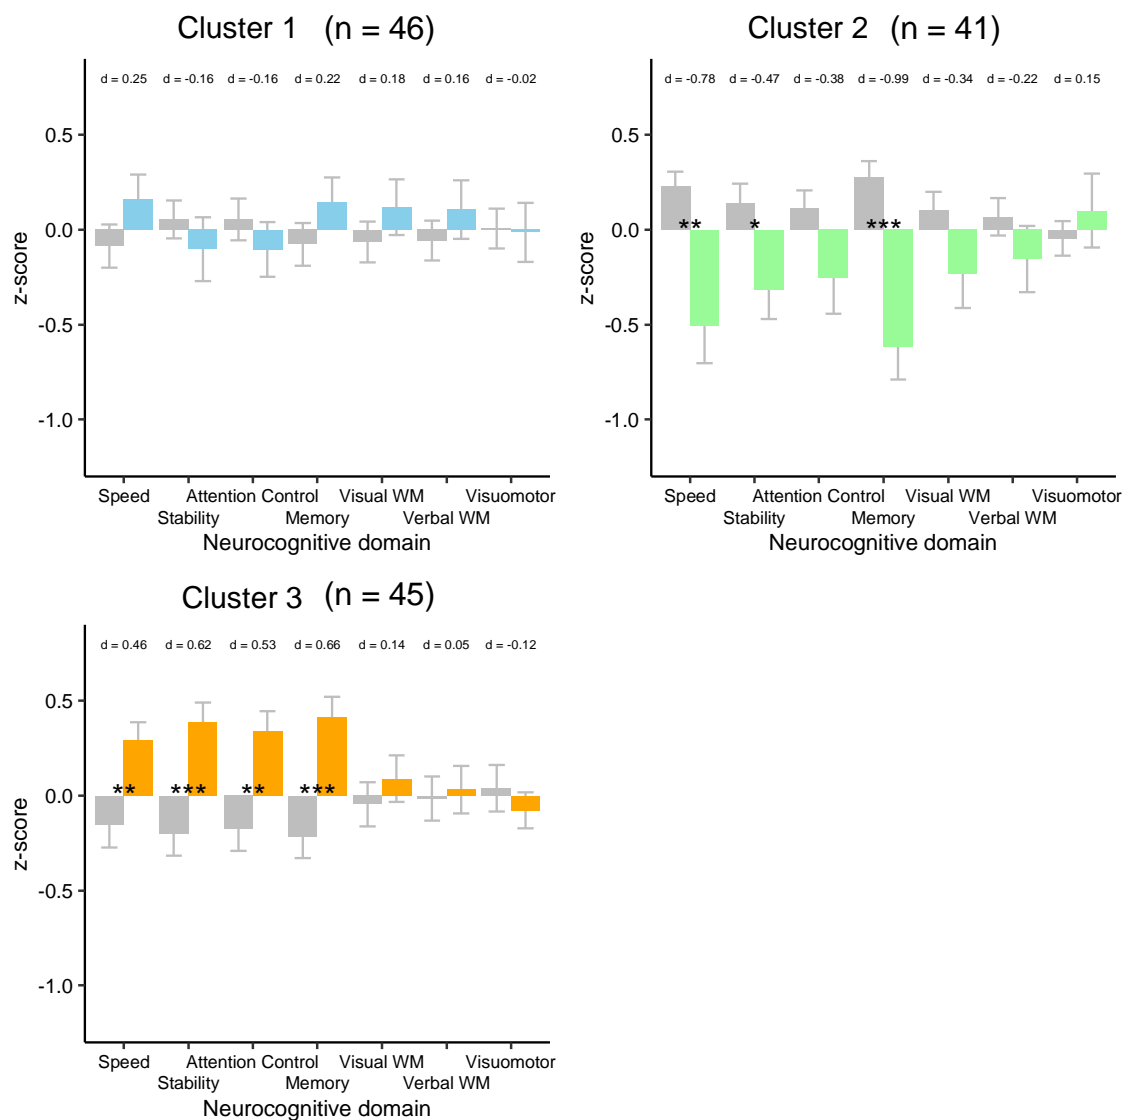 Cluster 1 (n = 46)
d = 0.25 d = -0.16 d = -0.16 d = 0.22 d = 0.18 d = 0.16 d = -0.02
0.5
0.0
-0.5
-1.0
z-score
Speed Attention Control Visual WM Visuomotor
Stability Memory Verbal WM
Neurocognitive domain
Cluster 2 (n = 41)
d = -0.78 d = -0.47 d = -0.38 d = -0.99 d = -0.34 d = -0.22 d = 0.15
0.5
0.0
** * ***
-0.5
-1.0
z-score
Speed Attention Control Visual WM Visuomotor
Stability Memory Verbal WM
Neurocognitive domain
Cluster 3 (n = 45)
d = 0.46 d = 0.62 d = 0.53 d = 0.66 d = 0.14 d = 0.05 d = -0.12
0.5
0.0
** *** ** ***
-0.5
-1.0
z-score
Speed Attention Control Visual WM Visuomotor
Stability Memory Verbal WM
Neurocognitive domain